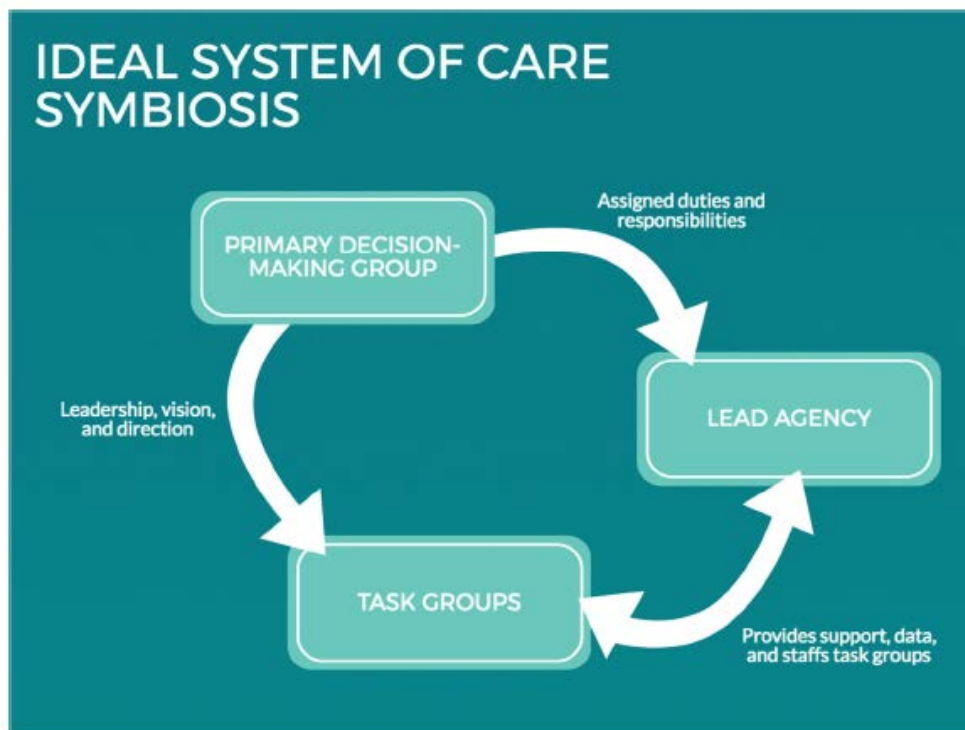 IDEAL SYSTEM OF CARE
SYMBIOSIS
PRIMARY DECISION-
MAKING GROUP
Assigned duties and
responsibilities
Leadership, vision,
and direction
LEAD AGENCY
TASK GROUPS
Provides support, data,
and staffs task groups